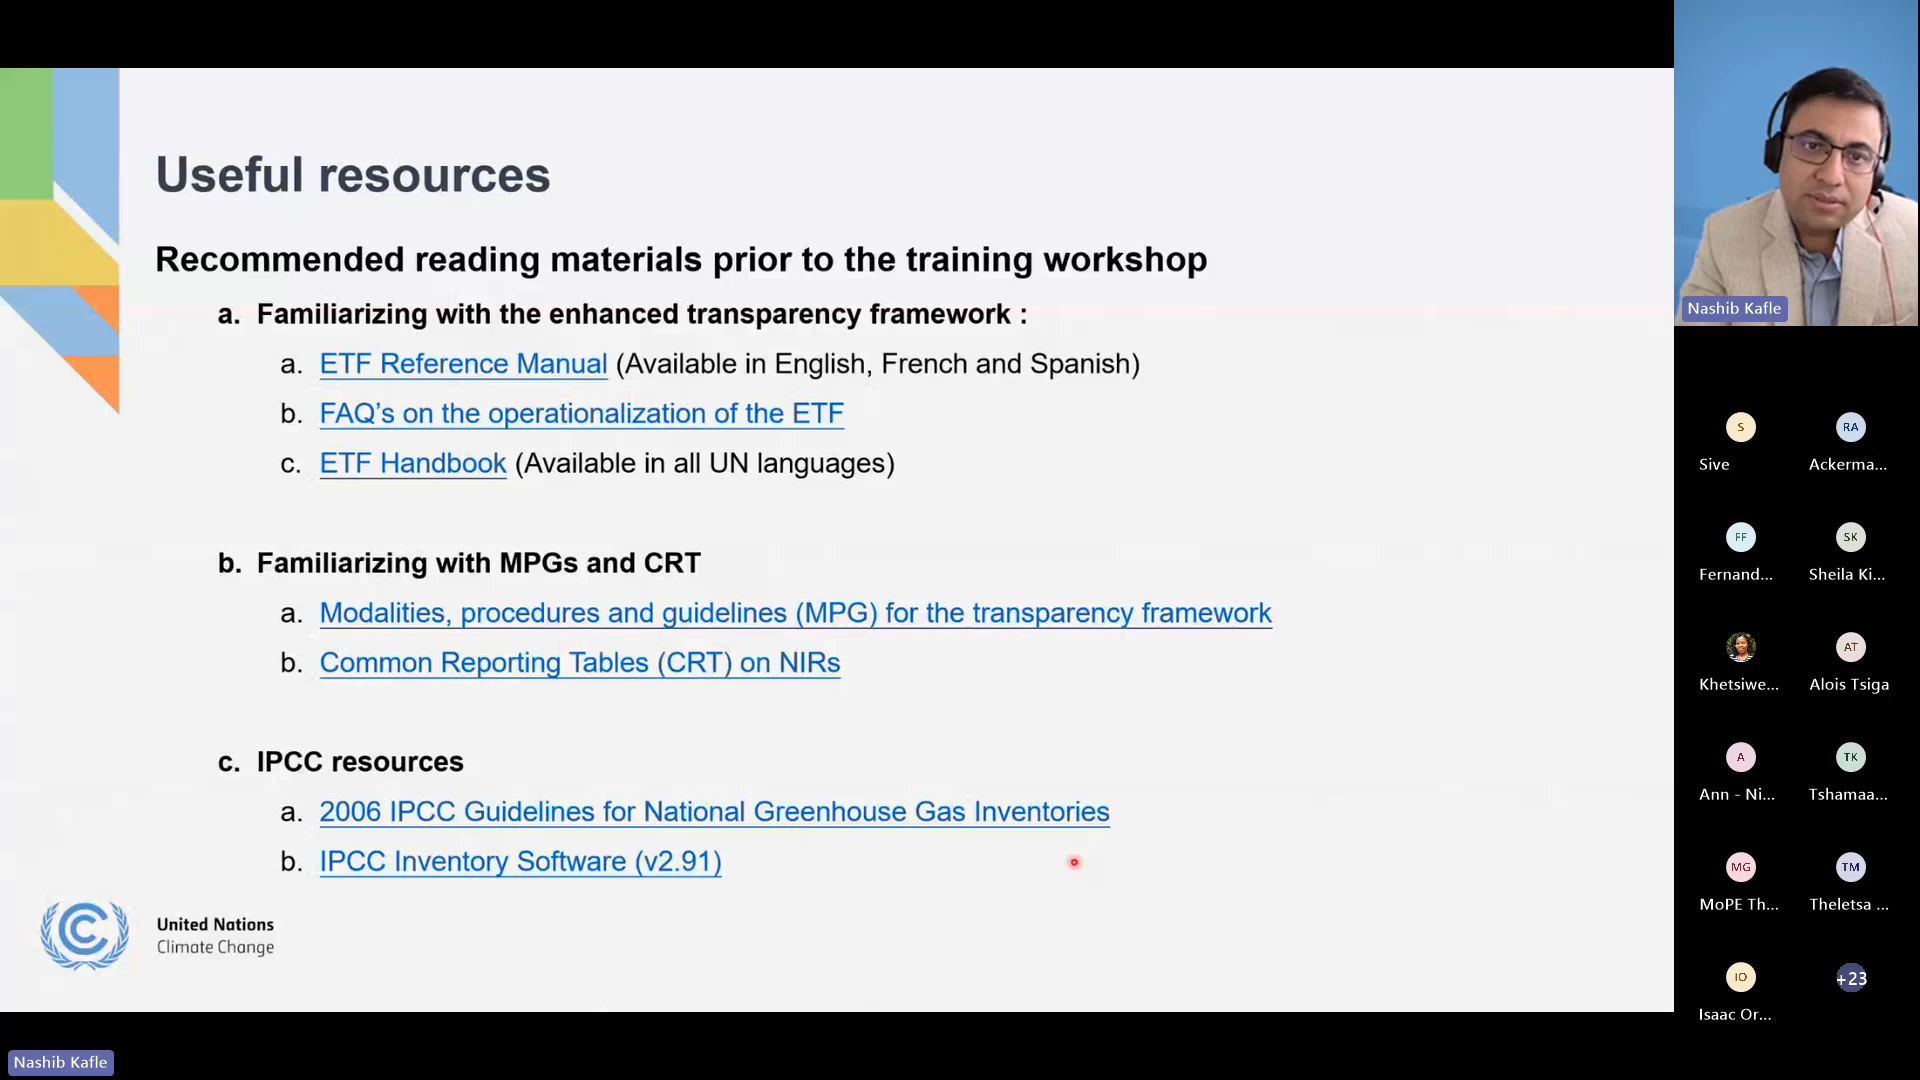 Useful resources
Recommended reading materials prior to the training workshop
a. Familiarizing with the enhanced transparency framework :
a. ETF Reference Manual (Available in English, French and Spanish)
b. FAQ’s on the operationalization of the ETF
c. ETF Handbook (Available in all UN languages)
b. Familiarizing with MPGs and CRT
a. Modalities, procedures and guidelines (MPG) for the transparency framework
b. Common Reporting Tables (CRT) on NIRs
c. IPCC resources
a. 2006 IPCC Guidelines for National Greenhouse Gas Inventories
b. IPCC Inventory Software (v2.91)
United Nations
Climate Change
Nashib Kafle
Nashib Kafle
S
RA
Sive
Ackerma...
FF
SK
Fernand...
Sheila Ki...
AT
Khetsiwe...
Alois Tsiga
A
TK
Ann - Ni...
Tshamaa...
MG
TM
MoPE Th...
Theletsa ...
IO
+23
Isaac Or...